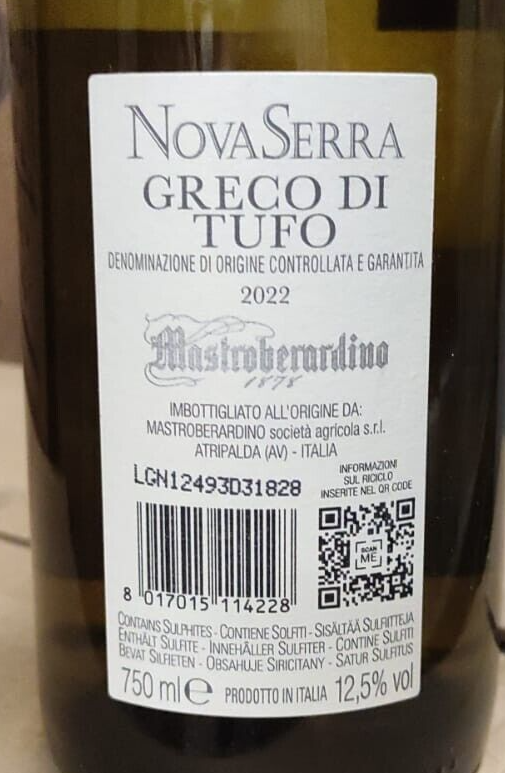 NOVASERRA
GRECO DI
TUFO
DENOMINAZIONE DI ORIGINE CONTROLLATA E GARANTITA
2022
Mastroberardino
1878
IMBOTTIGLIATO ALL'ORIGINE DA:
MASTROBERARDINO società agricola s.r.l.
ATRIPALDA (AV) - ITALIA
LGN12493D31828
INFORMAZIONI
SUL RICICLO
INSERITE NEL QR CODE
SCAN
ME
8 017015 114228
CONTAINS SULPHITES - CONTIENE SOLFITI - SISÄLTÄÄ SULFIITTEJA
ENTHÄLT SULFITE - INNEHÅLLER SULFITER - CONTINE SULFITI
BEVAT SILFIETEN - OBSAHUJE SIRICITANY - SATUR SULFITUS
750 ml e PRODOTTO IN ITALIA 12,5% vol